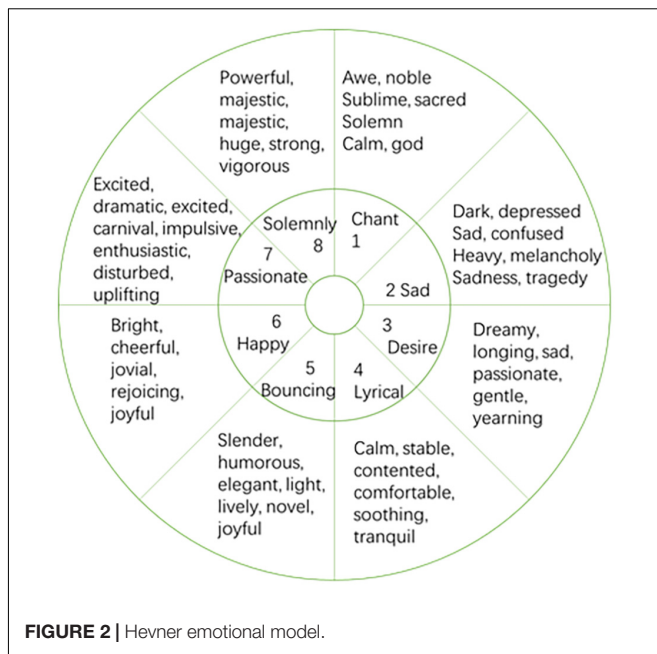 Powerful,
majestic,
majestic,
huge, strong,
vigorous
Awe, noble
Sublime, sacred
Solemn
Calm, god
Excited,
dramatic, excited,
carnival, impulsive,
enthusiastic,
disturbed,
uplifting
Dark, depressed
Sad, confused
Heavy, melancholy
Sadness, tragedy
Solemnly
8
Chant
1
7
Passionate
2 Sad
6
Happy
3
Desire
5
Bouncing
4
Lyrical
Bright,
cheerful,
jovial,
rejoicing,
joyful
Dreamy,
longing, sad,
passionate,
gentle,
yearning
Slender,
humorous,
elegant, light,
lively, novel,
joyful
Calm, stable,
contented,
comfortable,
soothing,
tranquil
FIGURE 2 | Hevner emotional model.